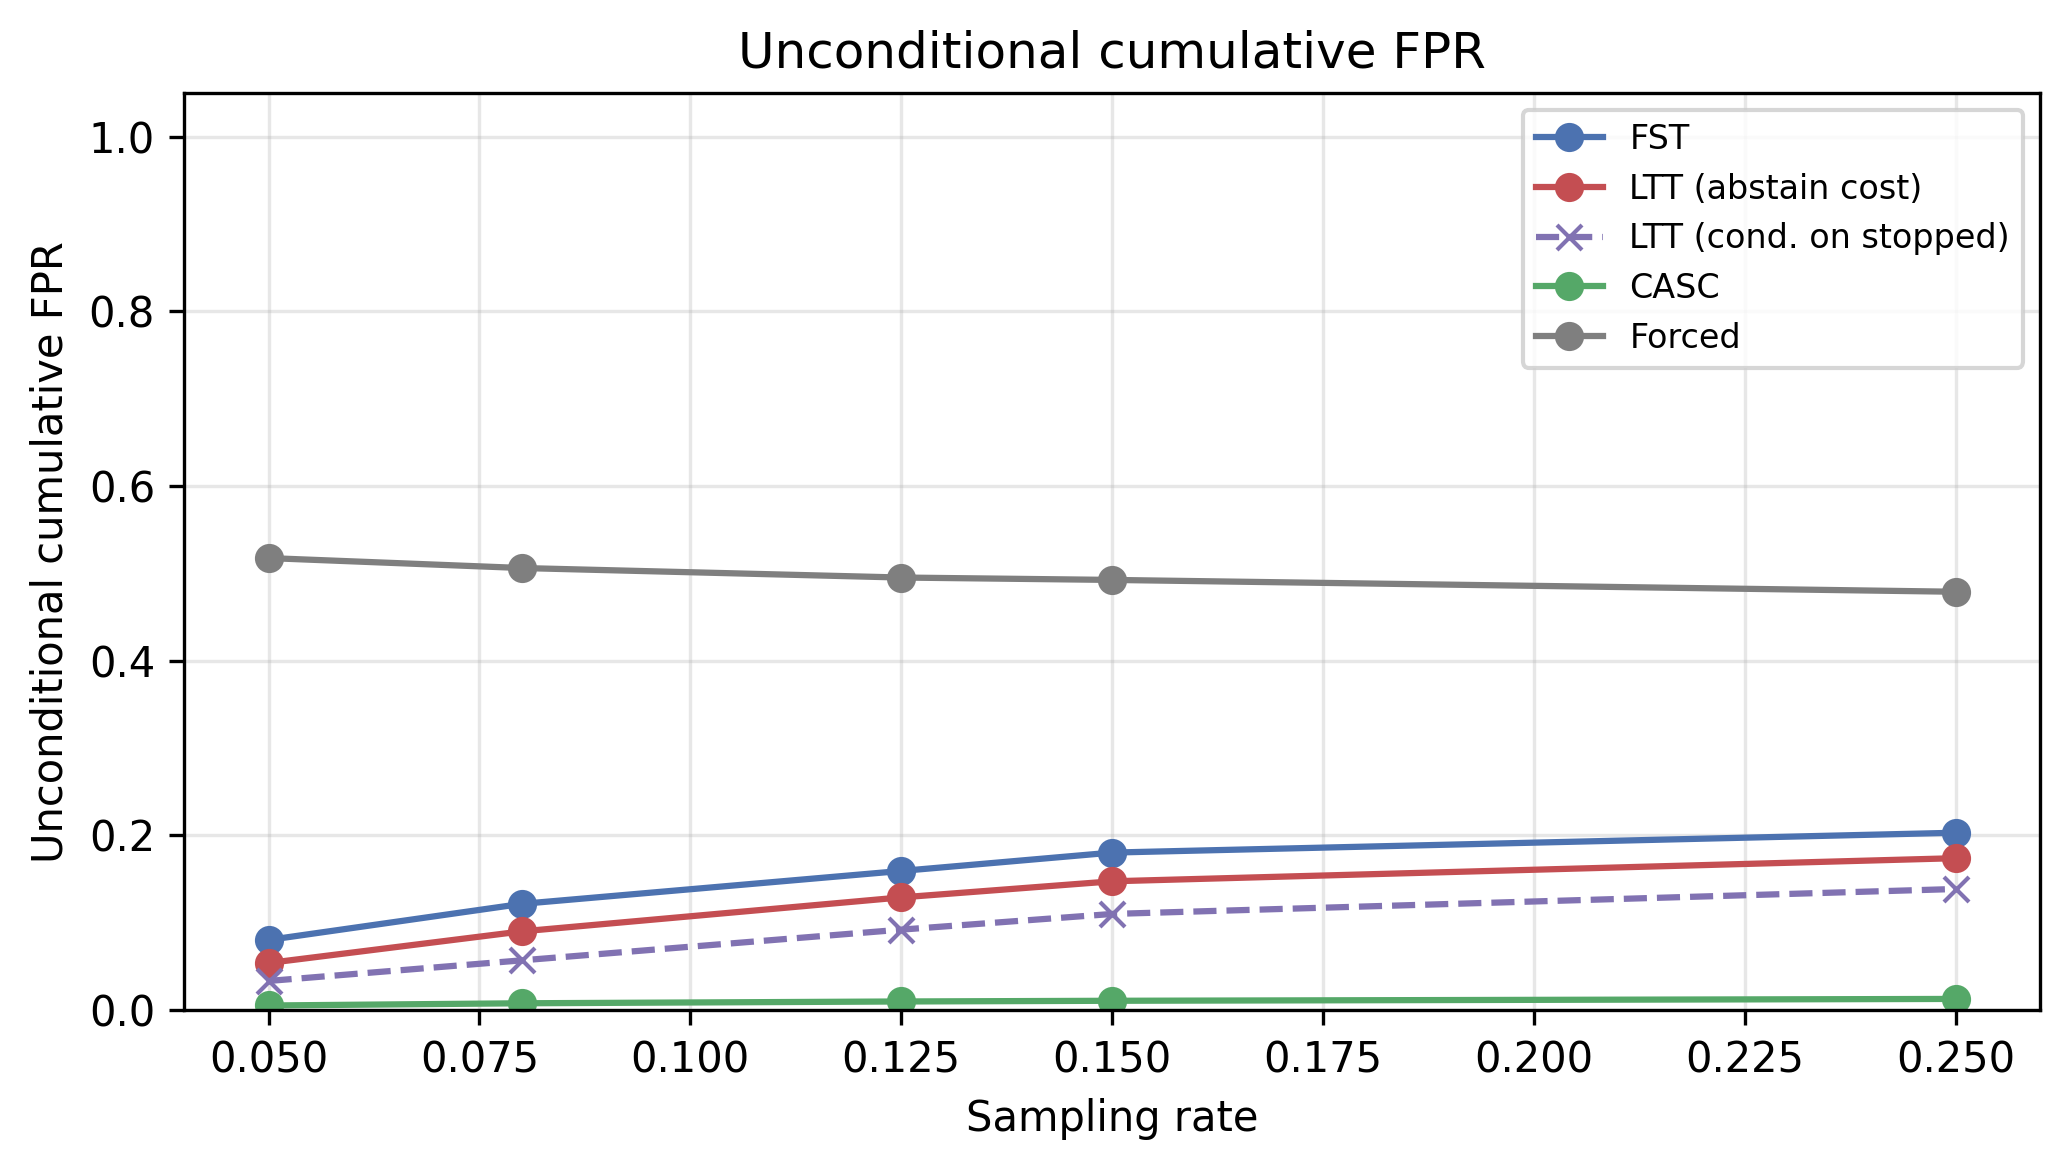 Unconditional cumulative FPR
Unconditional cumulative FPR
1.0
0.8
0.6
0.4
0.2
0.0
FST
LTT (abstain cost)
LTT (cond. on stopped)
CASC
Forced
0.050 0.075 0.100 0.125 0.150 0.175 0.200 0.225 0.250
Sampling rate